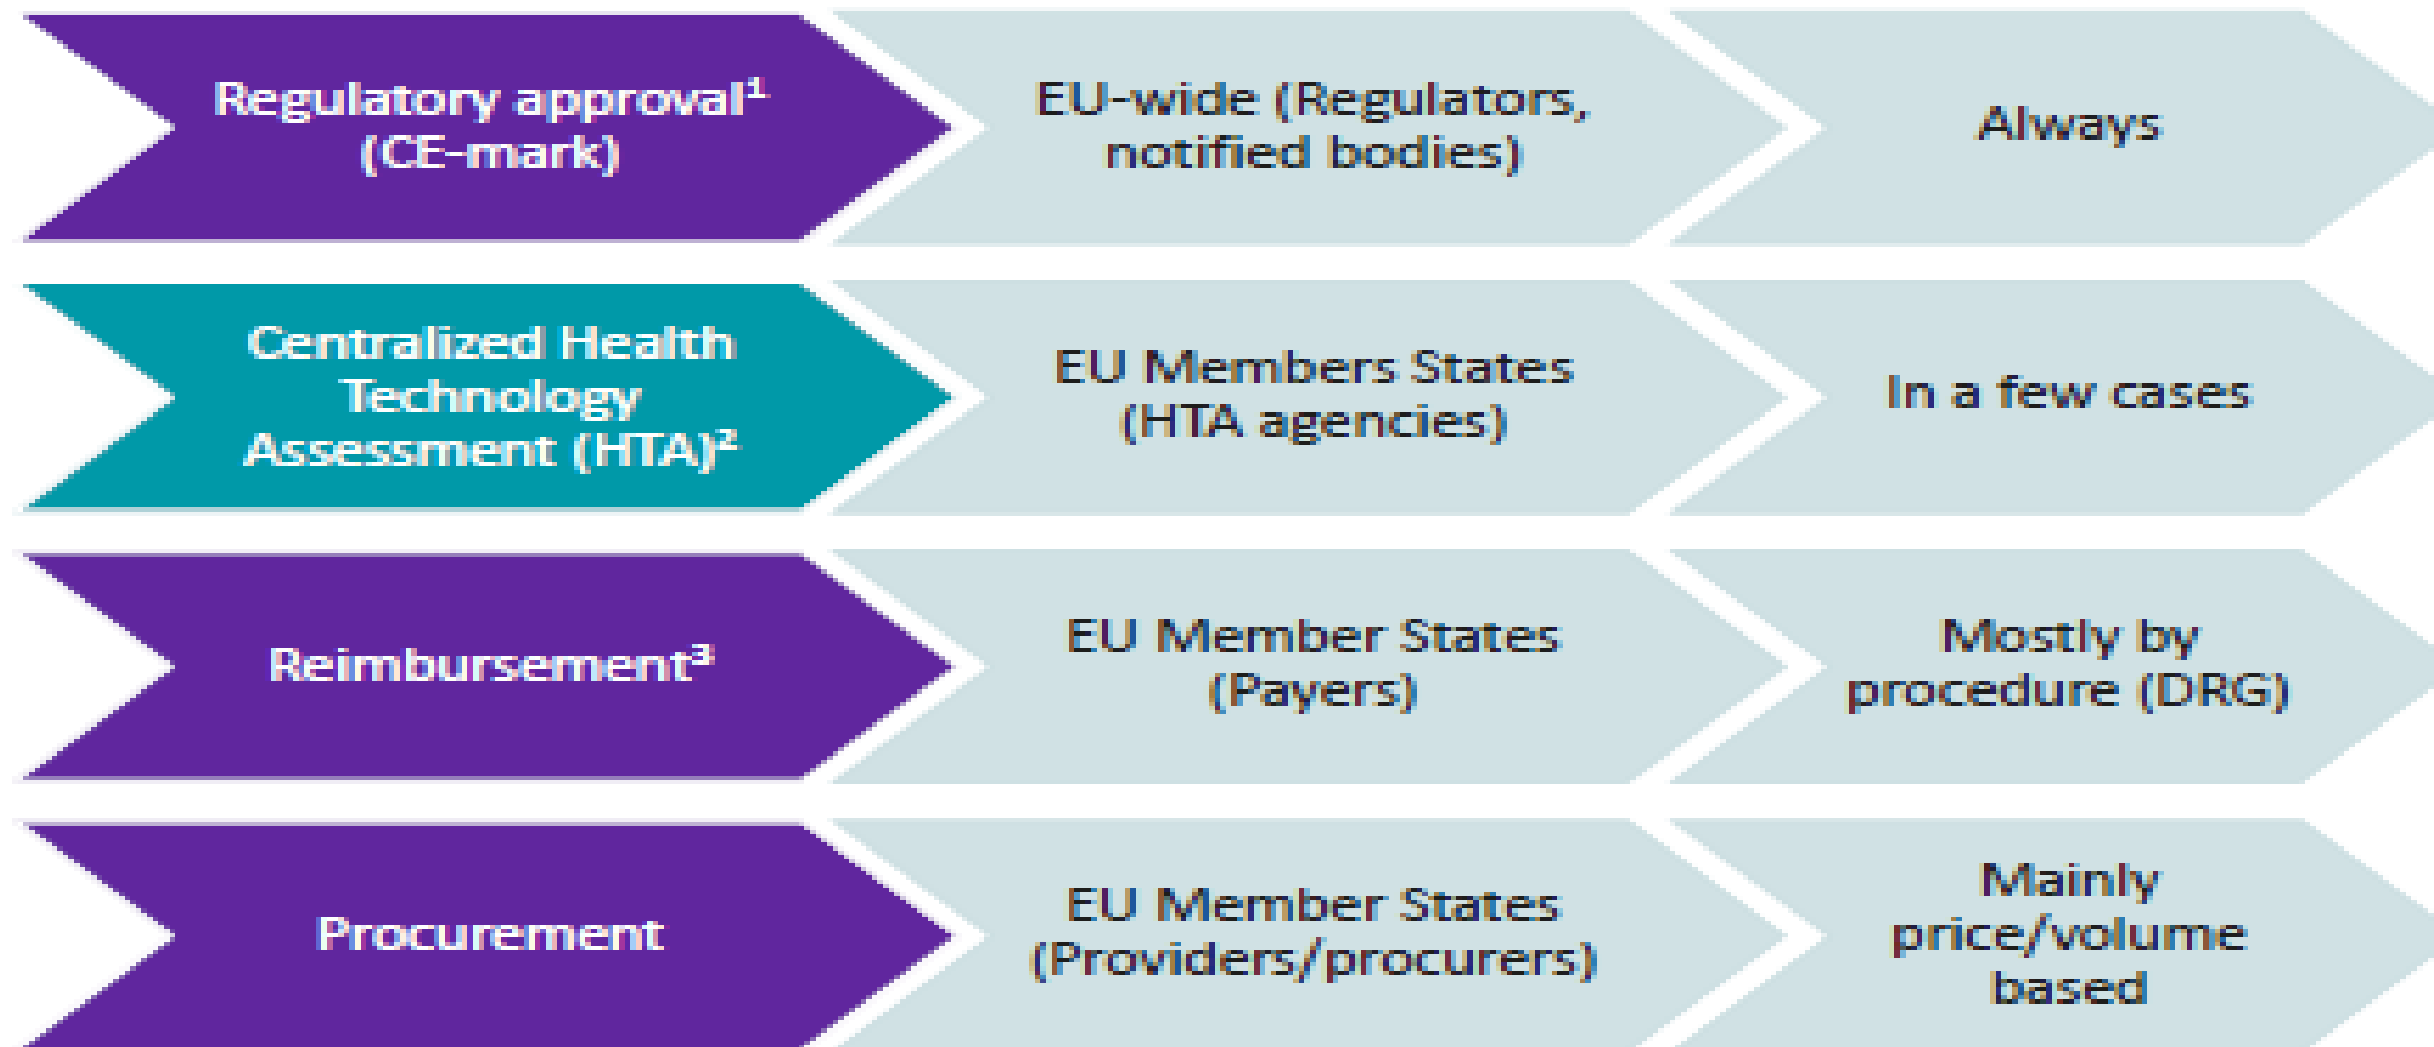 Regulatory approval¹
(CE-mark)
EU-wide (Regulators,
notified bodies)
Always
Centralized Health
Technology
Assessment (HTA)²
EU Members States
(HTA agencies)
In a few cases
Reimbursement³
EU Member States
(Payers)
Mostly by
procedure (DRG)
Procurement
EU Member States
(Providers/procurers)
Mainly
price/volume
based